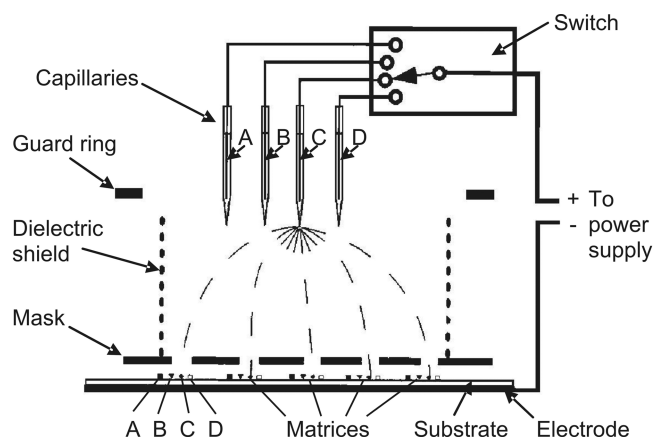 Switch
Capillaries
A B C D
Guard ring
+ To
- power
supply
Dielectric
shield
Mask
A B C D Matrices Substrate Electrode